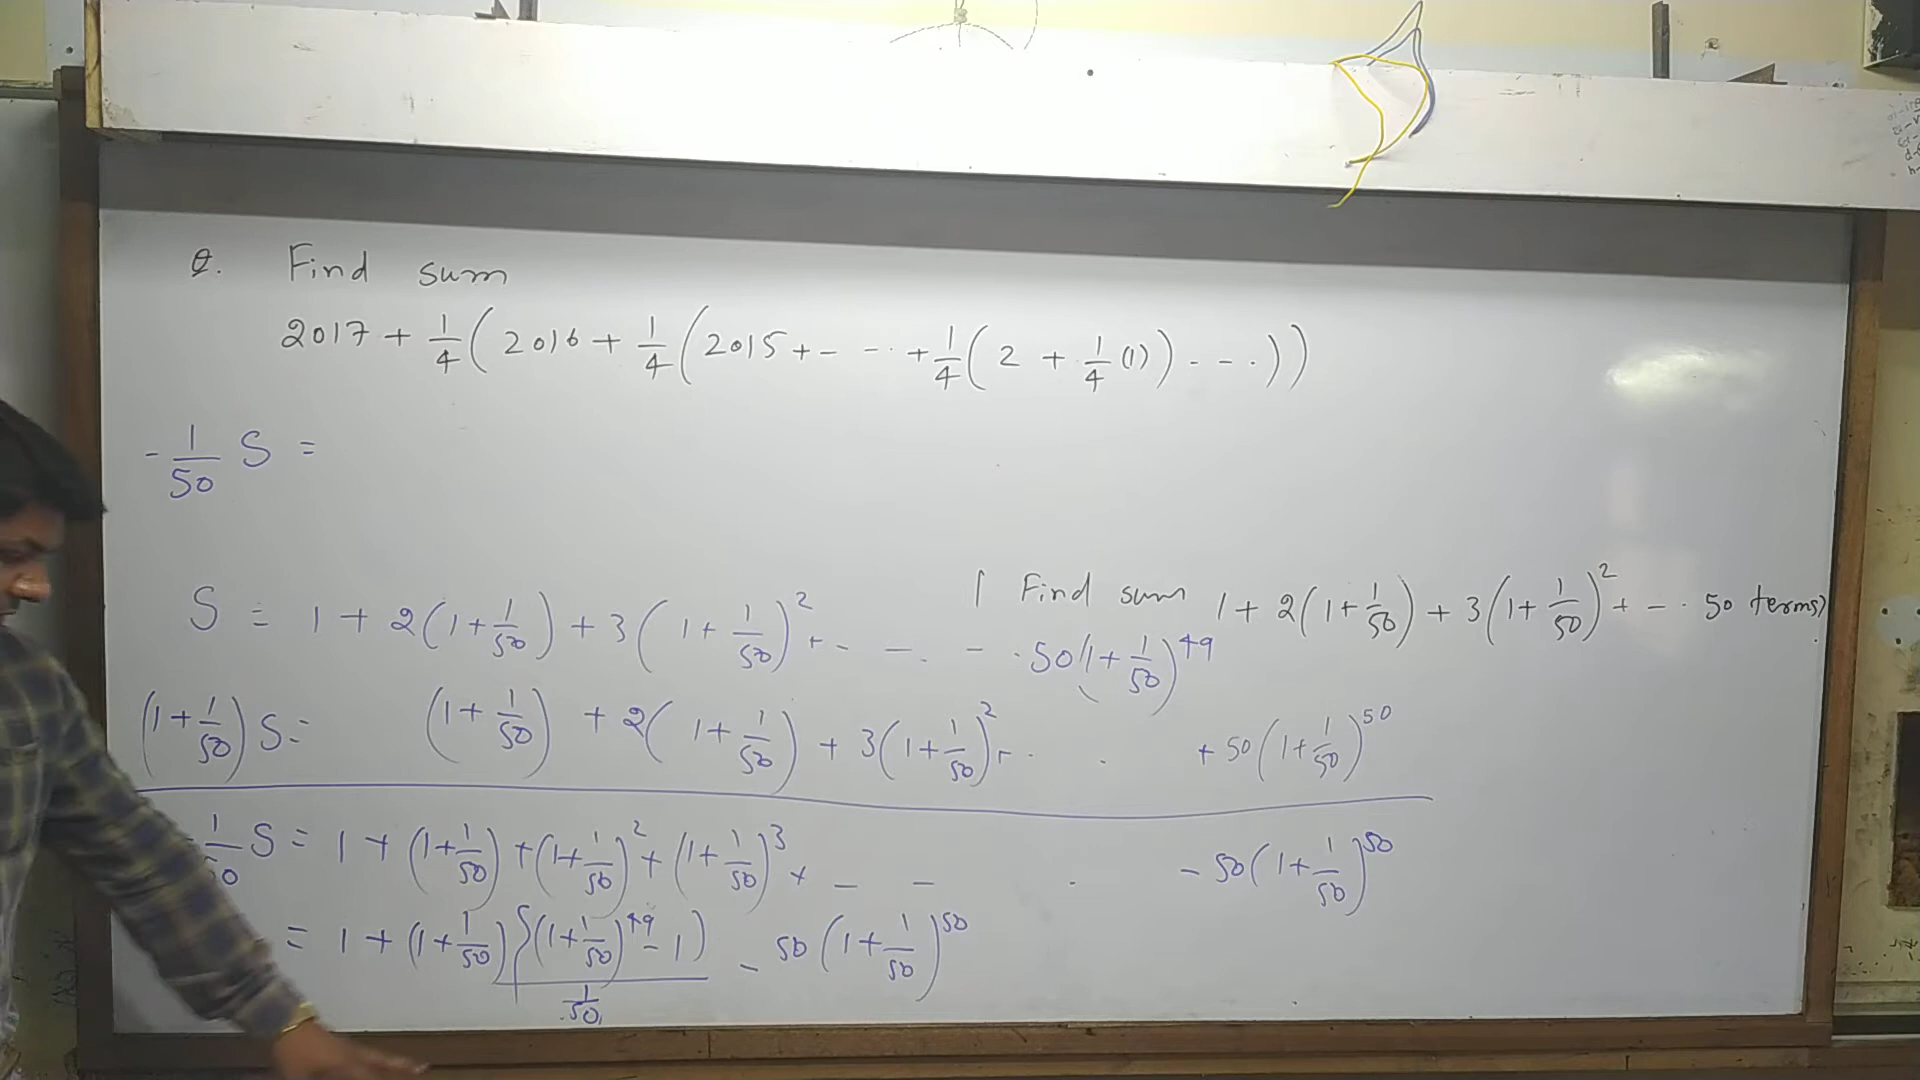 Q. Find sum
2017 + 1/4 ( 2016 + 1/4 ( 2015 + - - - · + 1/4 ( 2 + 1/4 (1) ) - - - . ) )
- 1/50 S =
[ Find sum 1 + 2(1+1/50) + 3(1+1/50)² + - · 50 terms)
S = 1 + 2(1+1/50) + 3(1+1/50)² + - - . - · 50(1+1/50)⁴⁹
(1+1/50) S = (1+1/50) + 2(1+1/50) + 3(1+1/50)² + · . + 50(1+1/50)⁵⁰
1/50 S = 1 + (1+1/50) + (1+1/50)² + (1+1/50)³ + - - . - 50(1+1/50)⁵⁰
= 1 + (1+1/50) {(1+1/50)⁴⁹ - 1) / 1/50 - 50 (1+1/50)⁵⁰